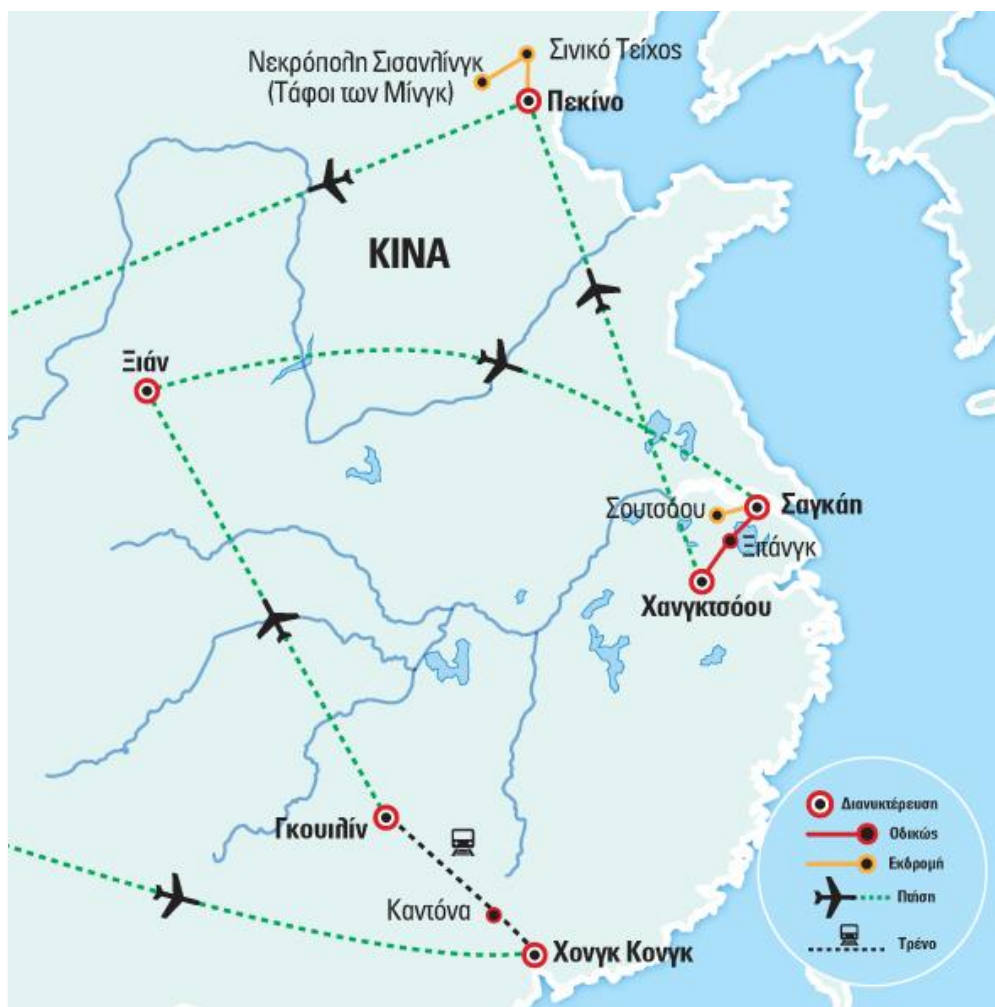 Σινικό Τείχος
Νεκρόπολη Σισανλίνγκ
(Τάφοι των Μίνγκ)
Πεκίνο
ΚΙΝΑ
Ξιάν
Σαγκάη
Σουτσόου
Ξιτάνγκ
Χανγκτσόου
Γκουιλίν
Καντόνα
Χονγκ Κονγκ
Διανυκτέρευση
Οδικώς
Εκδρομή
Πτήση
Τρένο